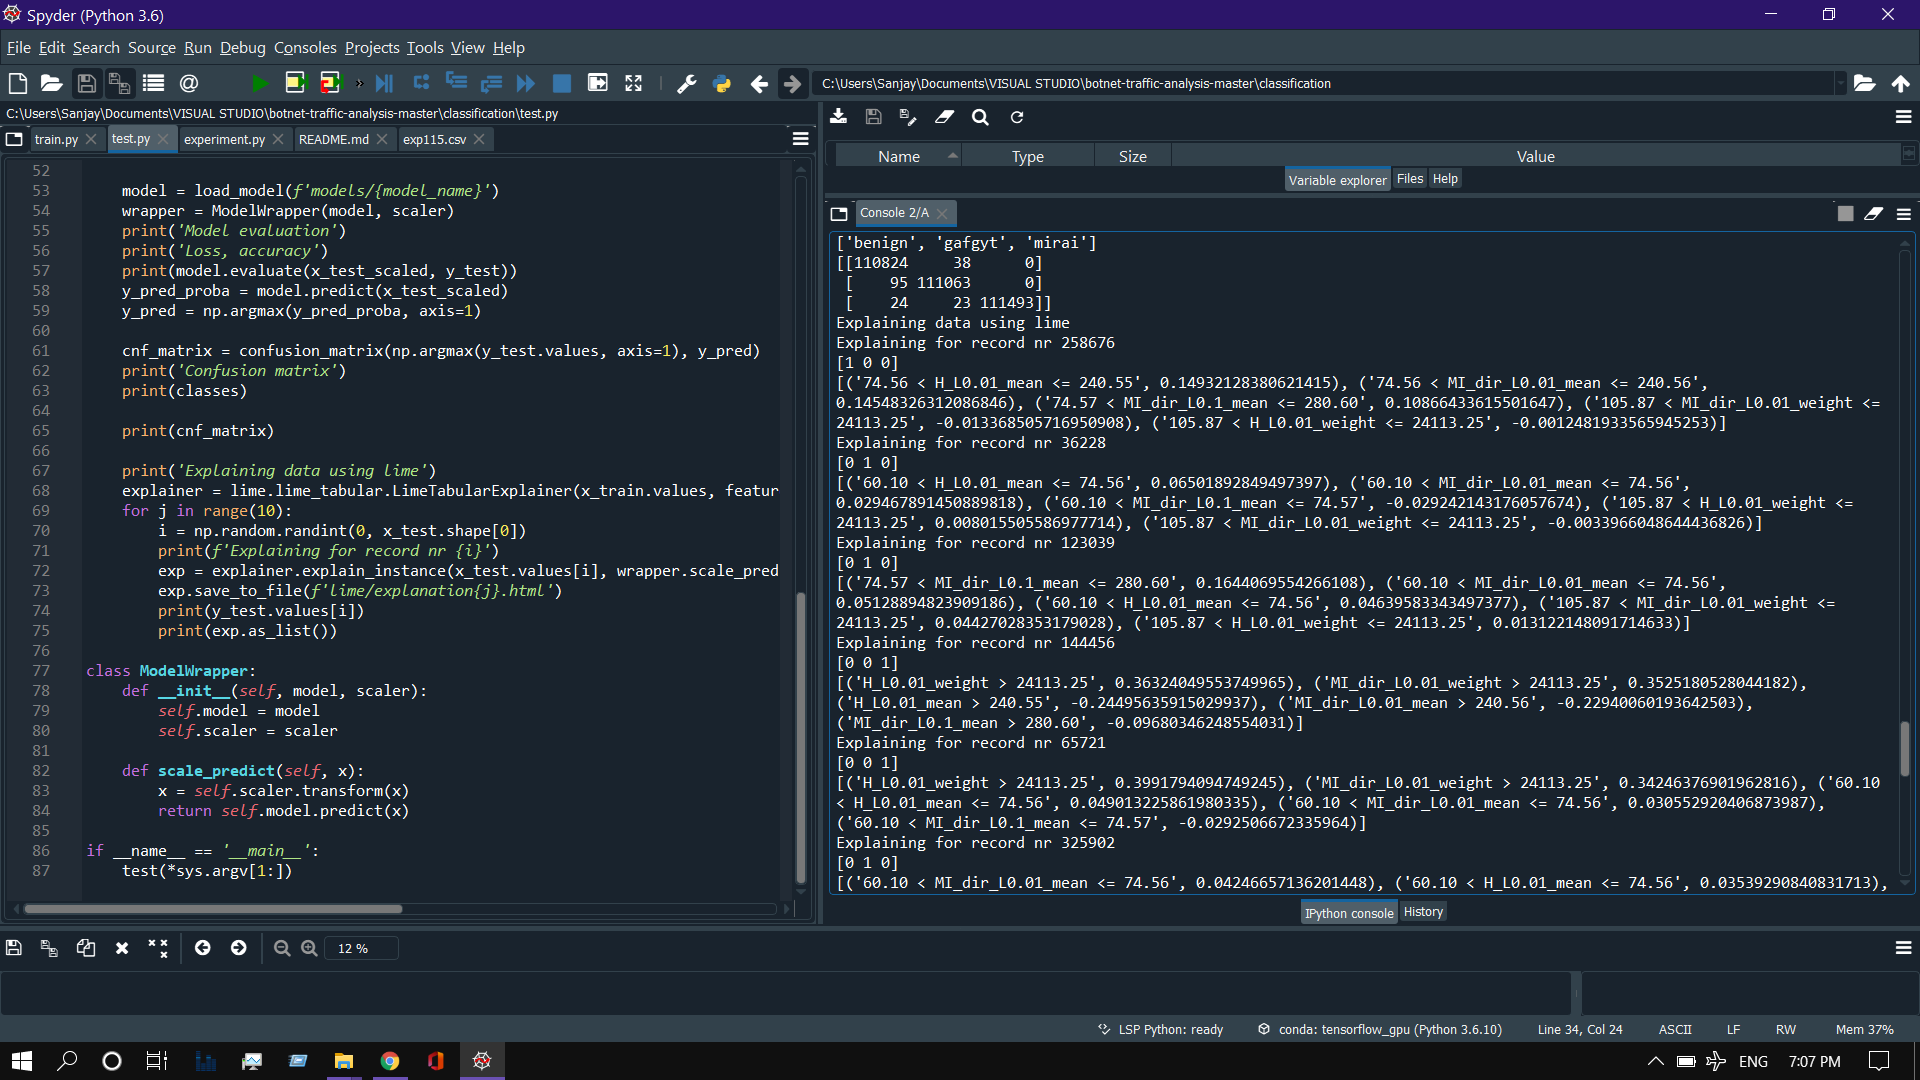 Spyder (Python 3.6)
File Edit Search Source Run Debug Consoles Projects Tools View Help
C:\Users\Sanjay\Documents\VISUAL STUDIO\botnet-traffic-analysis-master\classification
C:\Users\Sanjay\Documents\VISUAL STUDIO\botnet-traffic-analysis-master\classification\test.py
train.py test.py experiment.py README.md exp115.csv
52
53 model = load_model(f'models/{model_name}')
54 wrapper = ModelWrapper(model, scaler)
55 print('Model evaluation')
56 print('Loss, accuracy')
57 print(model.evaluate(x_test_scaled, y_test))
58 y_pred_proba = model.predict(x_test_scaled)
59 y_pred = np.argmax(y_pred_proba, axis=1)
60
61 cnf_matrix = confusion_matrix(np.argmax(y_test.values, axis=1), y_pred)
62 print('Confusion matrix')
63 print(classes)
64
65 print(cnf_matrix)
66
67 print('Explaining data using lime')
68 explainer = lime.lime_tabular.LimeTabularExplainer(x_train.values, featur
69 for j in range(10):
70 i = np.random.randint(0, x_test.shape[0])
71 print(f'Explaining for record nr {i}')
72 exp = explainer.explain_instance(x_test.values[i], wrapper.scale_pred
73 exp.save_to_file(f'lime/explanation{j}.html')
74 print(y_test.values[i])
75 print(exp.as_list())
76
77 class ModelWrapper:
78 def __init__(self, model, scaler):
79 self.model = model
80 self.scaler = scaler
81
82 def scale_predict(self, x):
83 x = self.scaler.transform(x)
84 return self.model.predict(x)
85
86 if __name__ == '__main__':
87 test(*sys.argv[1:])
Name Type Size Value
Variable explorer Files Help
Console 2/A
['benign', 'gafgyt', 'mirai']
[[110824 38 0]
[ 95 111063 0]
[ 24 23 111493]]
Explaining data using lime
Explaining for record nr 258676
[1 0 0]
[('74.56 < H_L0.01_mean <= 240.55', 0.14932128380621415), ('74.56 < MI_dir_L0.01_mean <= 240.56',
0.14548326312086846), ('74.57 < MI_dir_L0.1_mean <= 280.60', 0.10866433615501647), ('105.87 < MI_dir_L0.01_weight <=
24113.25', -0.013368505716950908), ('105.87 < H_L0.01_weight <= 24113.25', -0.0012481933565945253)]
Explaining for record nr 36228
[0 1 0]
[('60.10 < H_L0.01_mean <= 74.56', 0.06501892849497397), ('60.10 < MI_dir_L0.01_mean <= 74.56',
0.029467891450889818), ('60.10 < MI_dir_L0.1_mean <= 74.57', -0.029242143176057674), ('105.87 < H_L0.01_weight <=
24113.25', 0.008015505586977714), ('105.87 < MI_dir_L0.01_weight <= 24113.25', -0.0033966048644436826)]
Explaining for record nr 123039
[0 1 0]
[('74.57 < MI_dir_L0.1_mean <= 280.60', 0.1644069554266108), ('60.10 < MI_dir_L0.01_mean <= 74.56',
0.05128894823909186), ('60.10 < H_L0.01_mean <= 74.56', 0.04639583343497377), ('105.87 < MI_dir_L0.01_weight <=
24113.25', 0.04427028353179028), ('105.87 < H_L0.01_weight <= 24113.25', 0.013122148091714633)]
Explaining for record nr 144456
[0 0 1]
[('H_L0.01_weight > 24113.25', 0.36324049553749965), ('MI_dir_L0.01_weight > 24113.25', 0.3525180528044182),
('H_L0.01_mean > 240.55', -0.24495635915029937), ('MI_dir_L0.01_mean > 240.56', -0.22940060193642503),
('MI_dir_L0.1_mean > 280.60', -0.09680346248554031)]
Explaining for record nr 65721
[0 0 1]
[('H_L0.01_weight > 24113.25', 0.3991794094749245), ('MI_dir_L0.01_weight > 24113.25', 0.34246376901962816), ('60.10
< H_L0.01_mean <= 74.56', 0.049013225861980335), ('60.10 < MI_dir_L0.01_mean <= 74.56', 0.030552920406873987),
('60.10 < MI_dir_L0.1_mean <= 74.57', -0.0292506672335964)]
Explaining for record nr 325902
[0 1 0]
[('60.10 < MI_dir_L0.01_mean <= 74.56', 0.04246657136201448), ('60.10 < H_L0.01_mean <= 74.56', 0.03539290840831713),
IPython console History
12 %
LSP Python: ready conda: tensorflow_gpu (Python 3.6.10) Line 34, Col 24 ASCII LF RW Mem 37%
ENG 7:07 PM